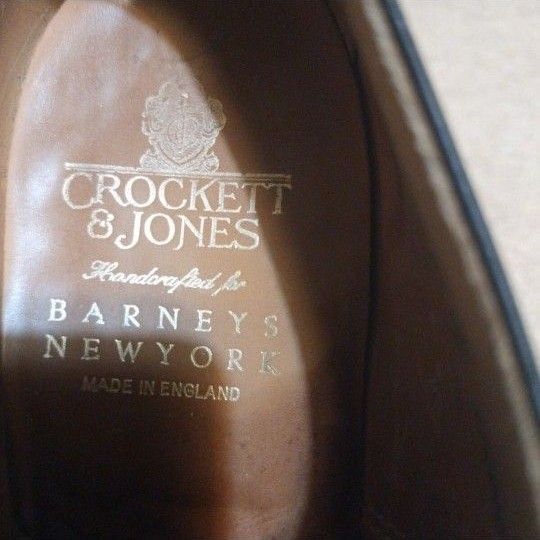 CROCKETT
& JONES
Handcrafted for
BARNEYS
NEWYORK
MADE IN ENGLAND